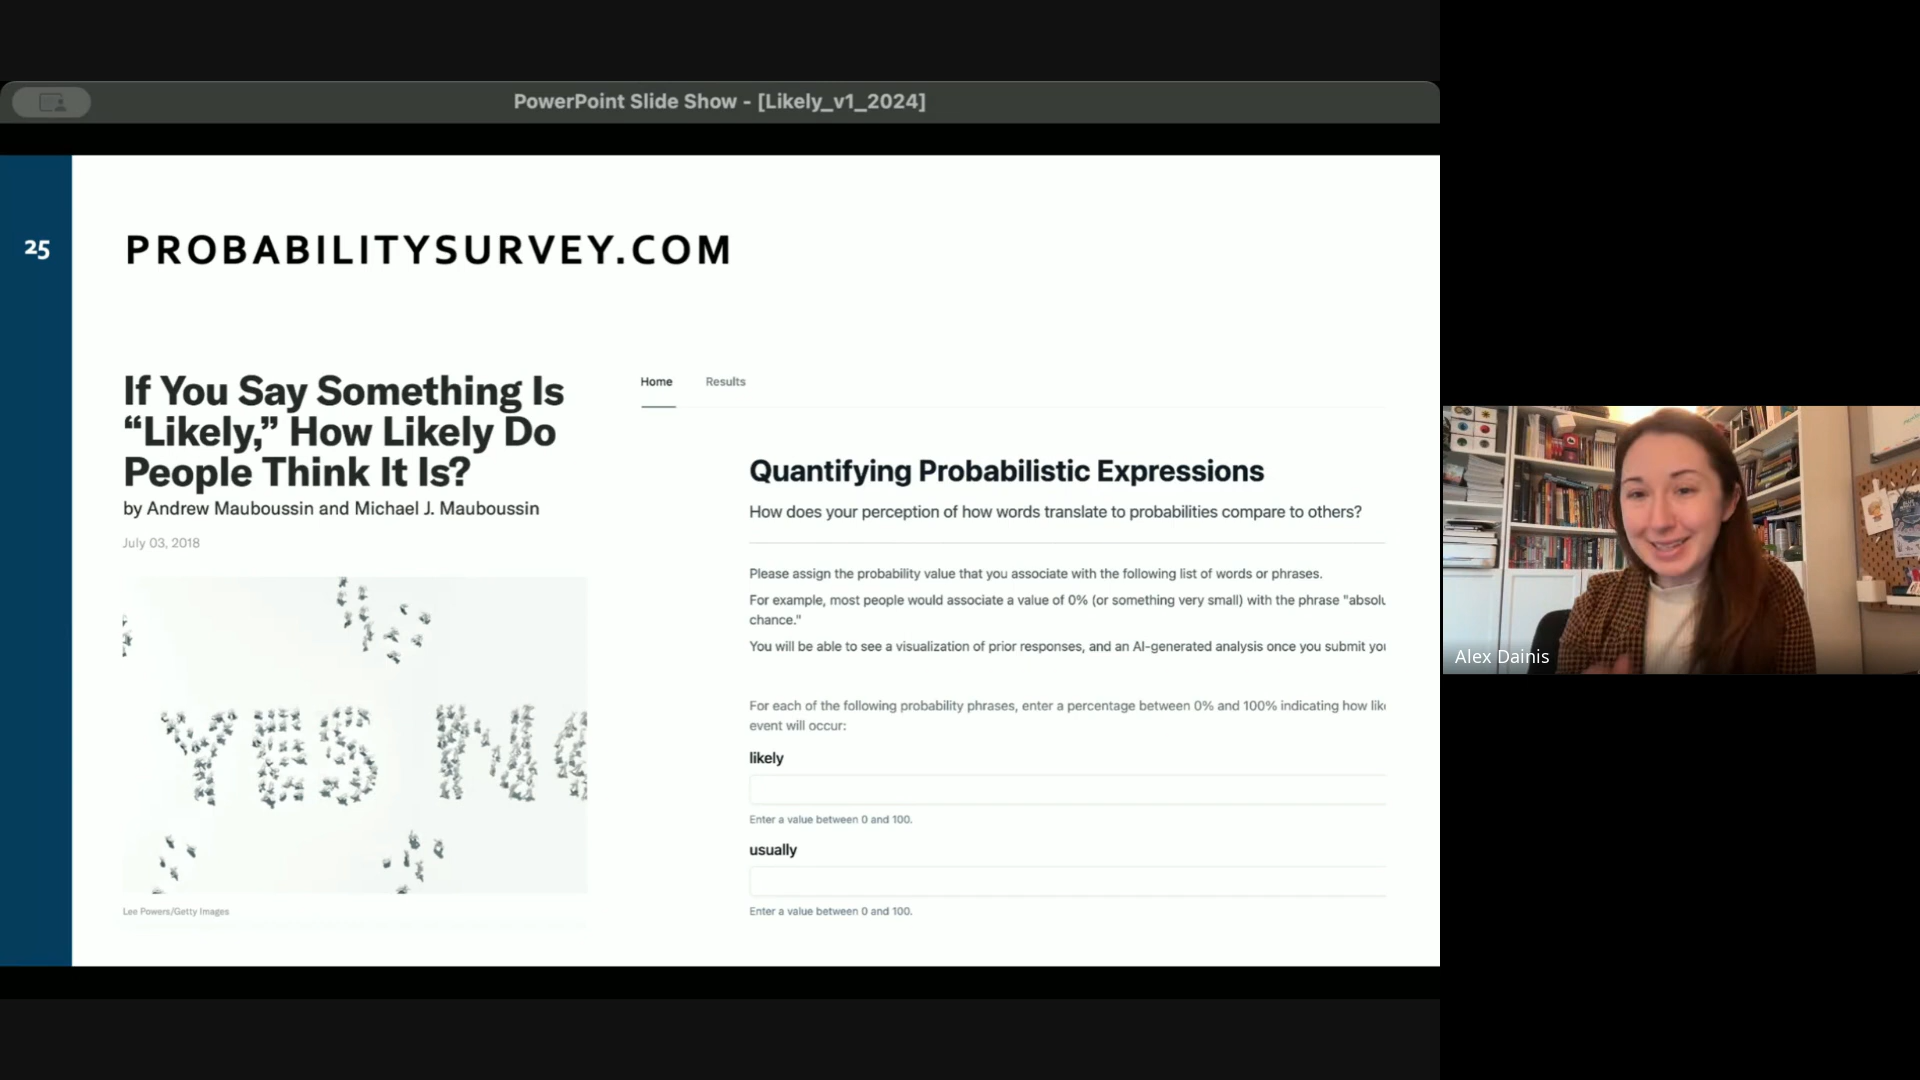 PowerPoint Slide Show - [Likely_v1_2024]
25
PROBABILITYSURVEY.COM
If You Say Something Is
“Likely,” How Likely Do
People Think It Is?
by Andrew Mauboussin and Michael J. Mauboussin
July 03, 2018
YES NO
Lee Powers/Getty Images
Home Results
Quantifying Probabilistic Expressions
How does your perception of how words translate to probabilities compare to others?
Please assign the probability value that you associate with the following list of words or phrases.
For example, most people would associate a value of 0% (or something very small) with the phrase "absolu
chance."
You will be able to see a visualization of prior responses, and an AI-generated analysis once you submit you
For each of the following probability phrases, enter a percentage between 0% and 100% indicating how like
event will occur:
likely
Enter a value between 0 and 100.
usually
Enter a value between 0 and 100.
Alex Dainis